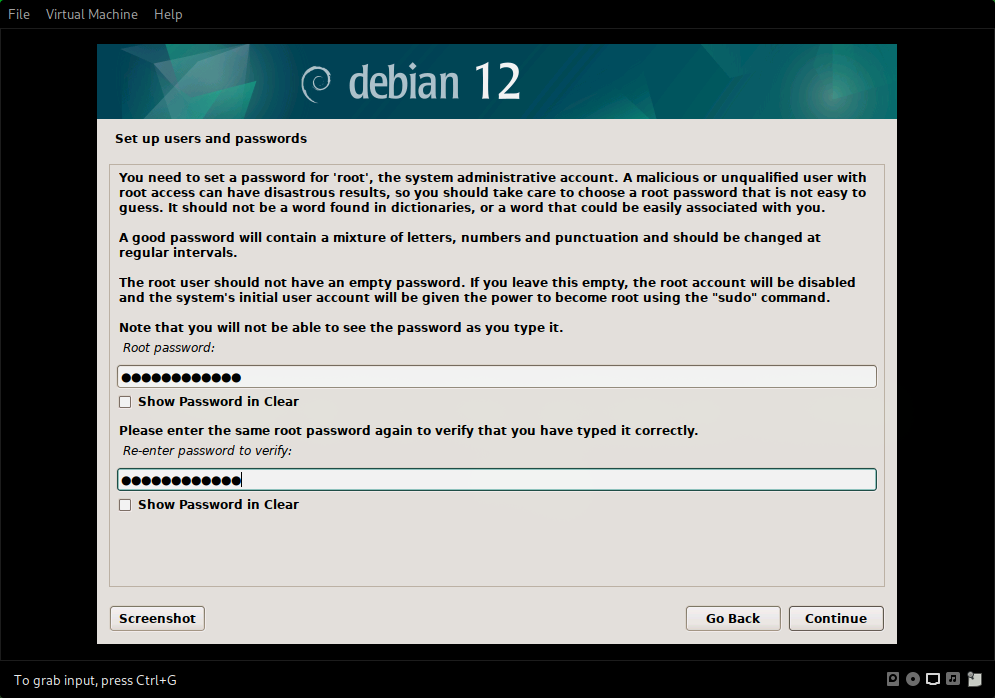 File Virtual Machine Help
debian 12
Set up users and passwords
You need to set a password for 'root', the system administrative account. A malicious or unqualified user with
root access can have disastrous results, so you should take care to choose a root password that is not easy to
guess. It should not be a word found in dictionaries, or a word that could be easily associated with you.
A good password will contain a mixture of letters, numbers and punctuation and should be changed at
regular intervals.
The root user should not have an empty password. If you leave this empty, the root account will be disabled
and the system's initial user account will be given the power to become root using the "sudo" command.
Note that you will not be able to see the password as you type it.
Root password:
●●●●●●●●●●●●
Show Password in Clear
Please enter the same root password again to verify that you have typed it correctly.
Re-enter password to verify:
●●●●●●●●●●●●
Show Password in Clear
Screenshot Go Back Continue
To grab input, press Ctrl+G